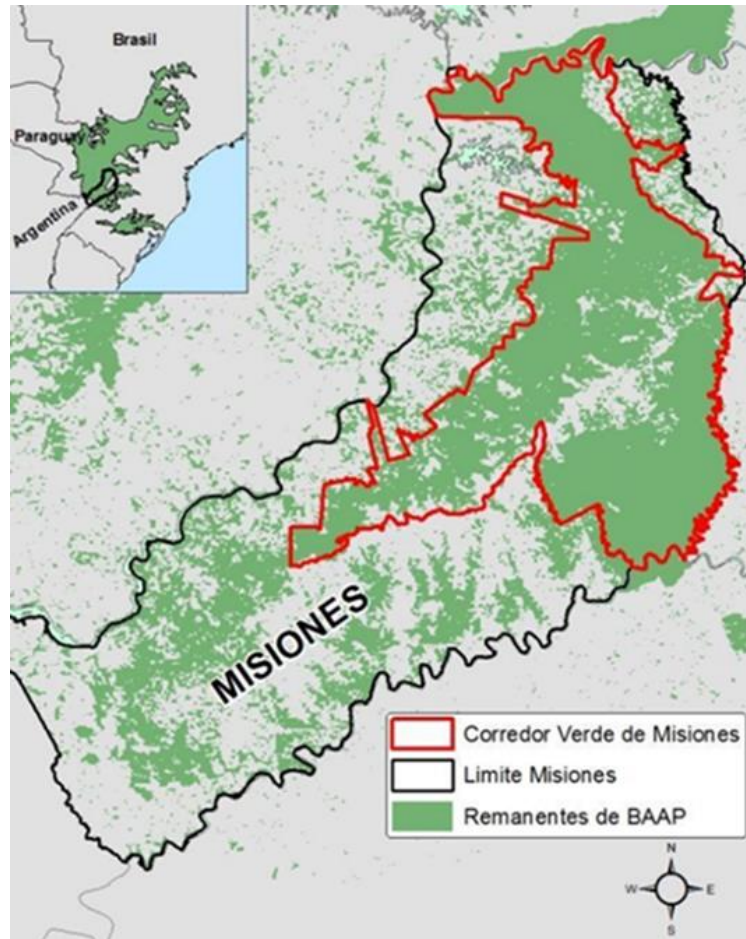 Brasil
Paraguay
Argentina
MISIONES
Corredor Verde de Misiones
Limite Misiones
Remanentes de BAAP
N
W
E
S